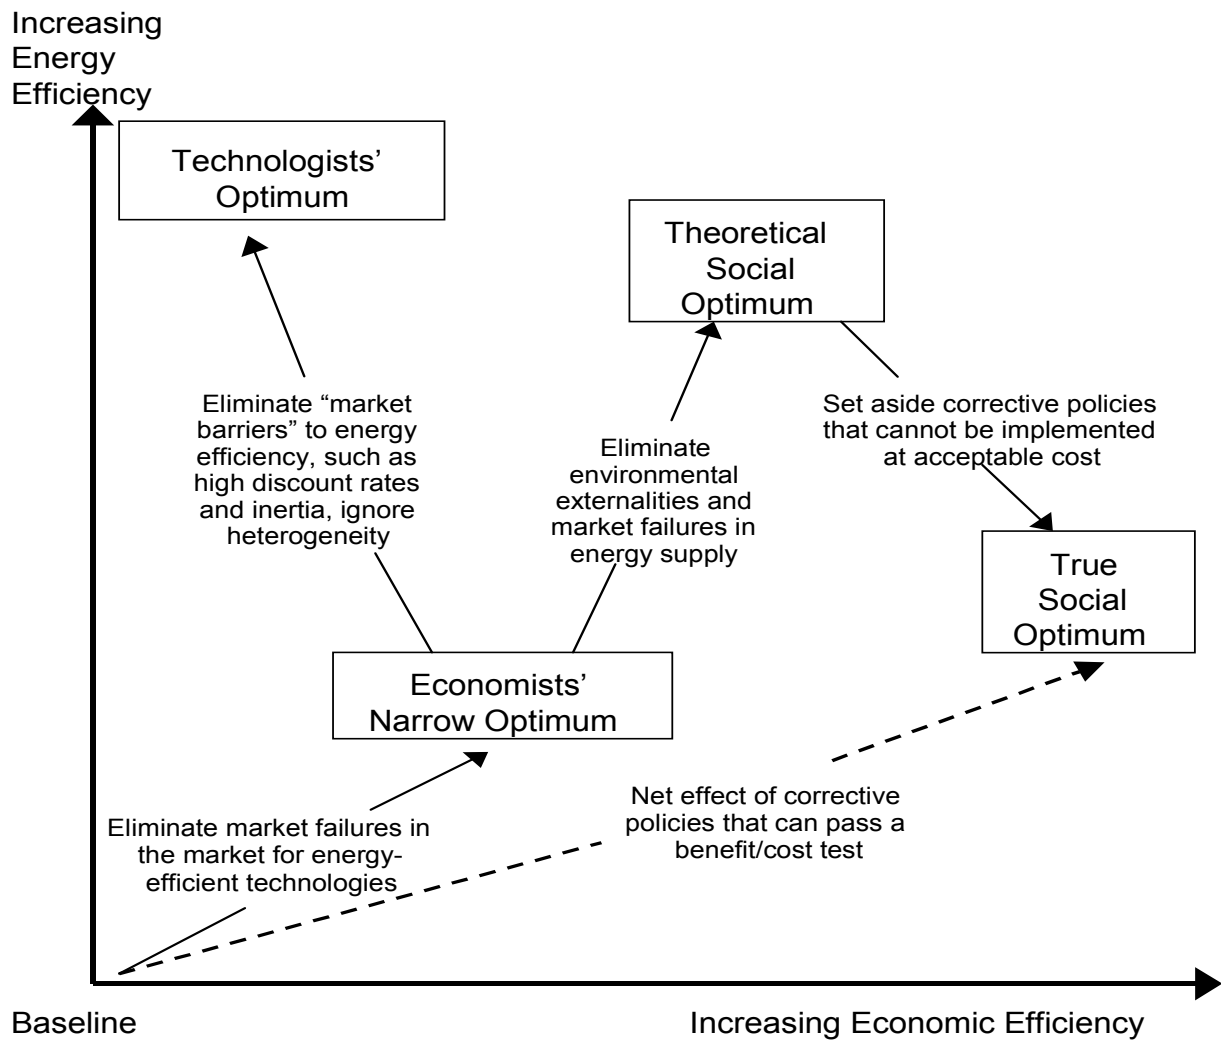 Increasing
Energy
Efficiency
Technologists’
Optimum
Theoretical
Social
Optimum
Eliminate “market
barriers” to energy
efficiency, such as
high discount rates
and inertia, ignore
heterogeneity
Eliminate
environmental
externalities and
market failures in
energy supply
Set aside corrective policies
that cannot be implemented
at acceptable cost
True
Social
Optimum
Economists’
Narrow Optimum
Eliminate market failures in
the market for energy-
efficient technologies
Net effect of corrective
policies that can pass a
benefit/cost test
Baseline
Increasing Economic Efficiency